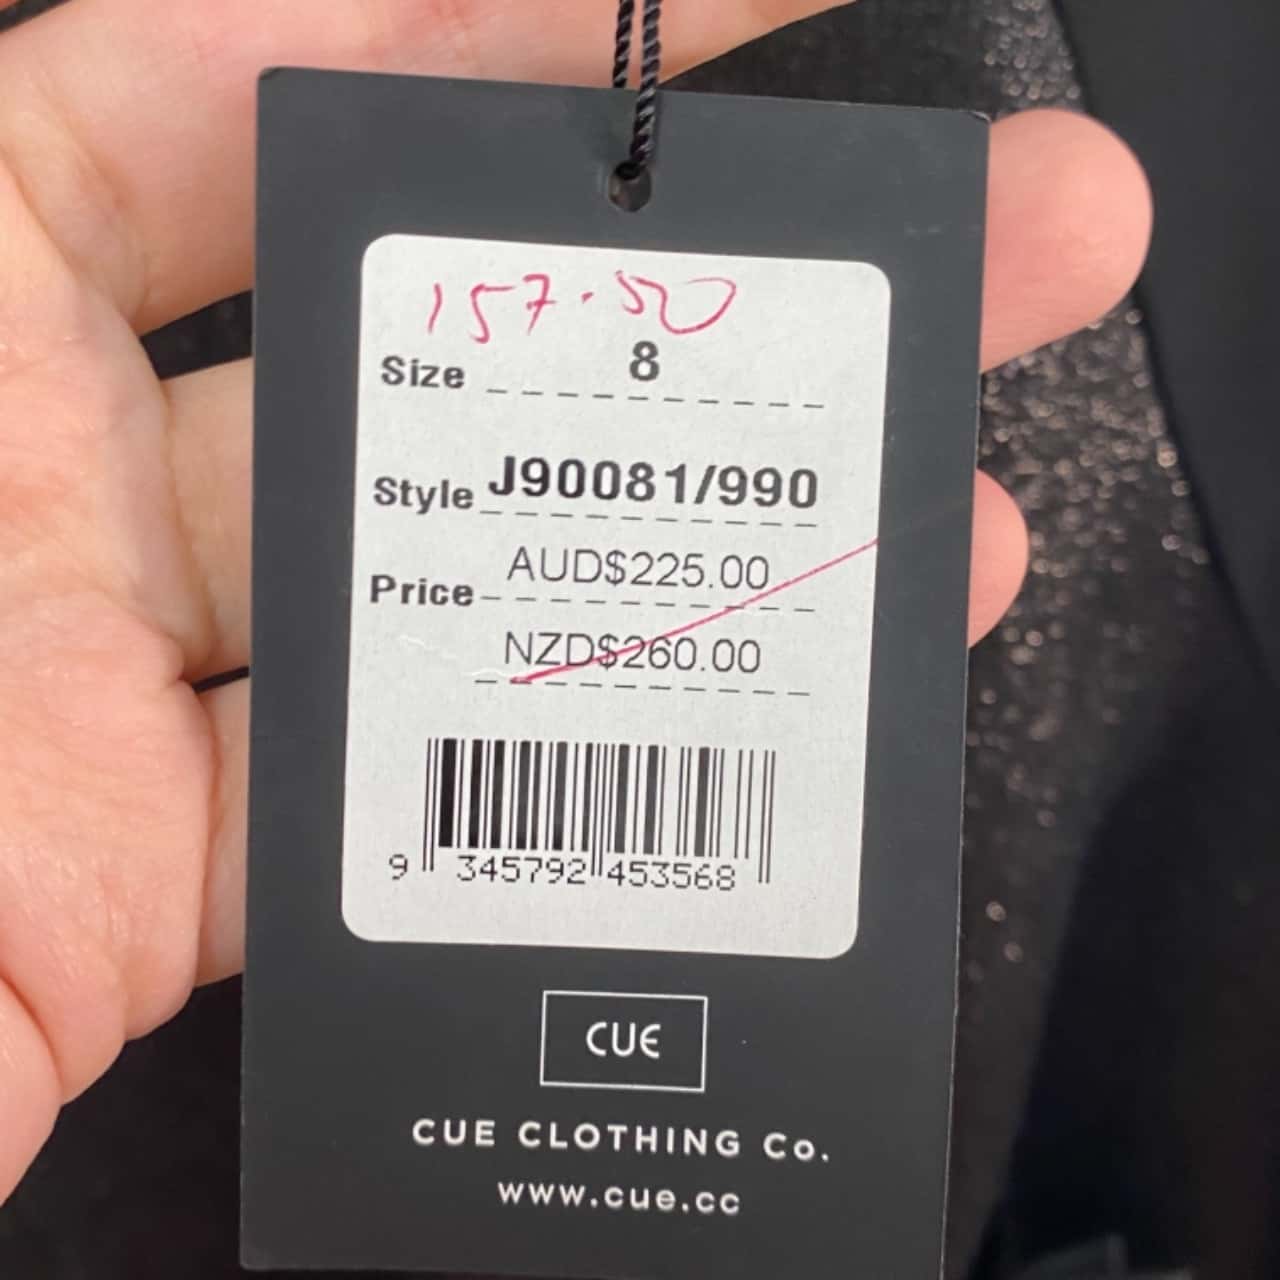 157.50
Size 8
Style J90081/990
Price AUD$225.00
NZD$260.00
9 345792 453568
CUE
CUE CLOTHING Co.
www.cue.cc